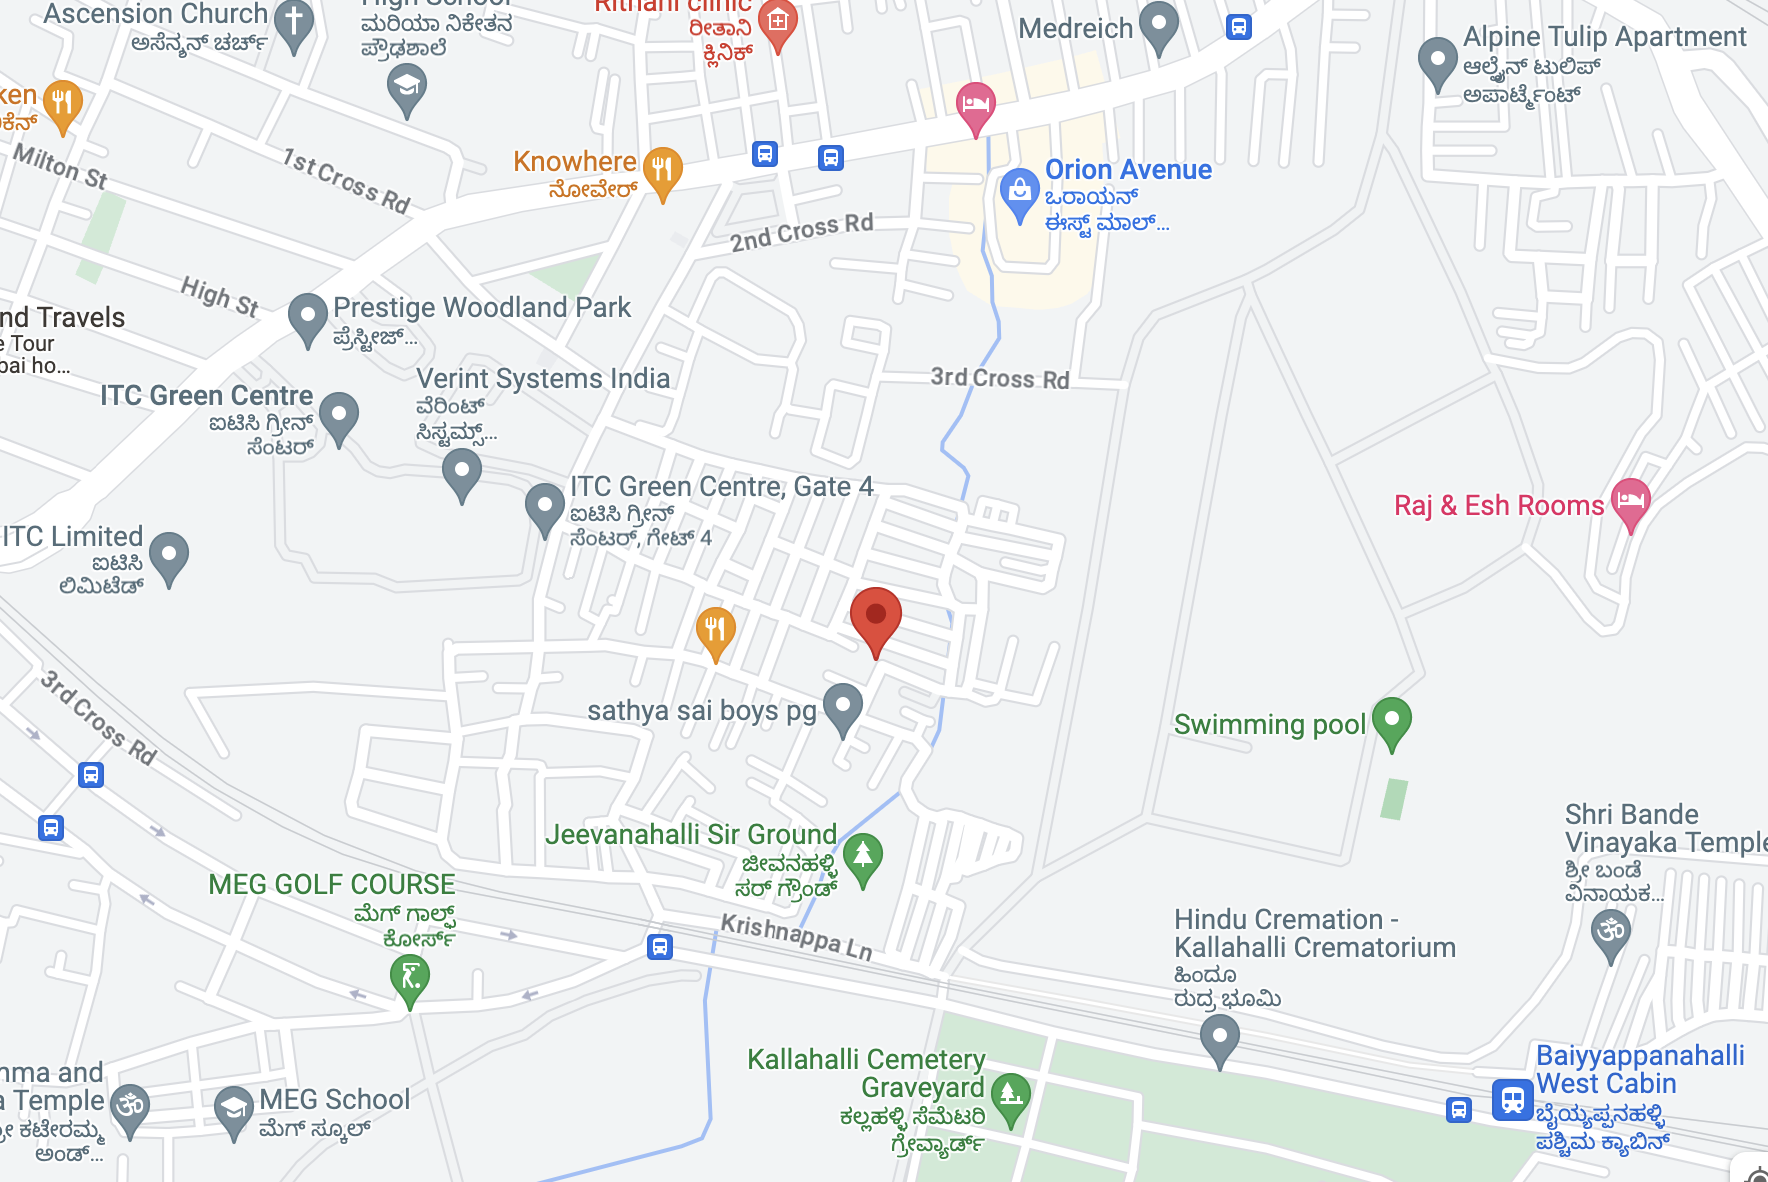 Ascension Church
ಅಸೆನ್ಶನ್ ಚರ್ಚ್
High School
ಮರಿಯಾ ನಿಕೇತನ
ಪ್ರೌಢಶಾಲೆ
Rithani clinic
ರೀತಾನಿ
ಕ್ಲಿನಿಕ್
Medreich
Alpine Tulip Apartment
ಆಲ್ಪೈನ್ ಟುಲಿಪ್
ಅಪಾರ್ಟ್ಮೆಂಟ್
ken
ಕೆನ್
Milton St
1st Cross Rd
Knowhere
ನೋವೇರ್
Orion Avenue
ಒರಾಯನ್
ಈಸ್ಟ್ ಮಾಲ್...
2nd Cross Rd
High St
Prestige Woodland Park
ಪ್ರೆಸ್ಟೀಜ್...
nd Travels
e Tour
bai ho...
3rd Cross Rd
Verint Systems India
ವೆರಿಂಟ್
ಸಿಸ್ಟಮ್ಸ್...
ITC Green Centre
ಐಟಿಸಿ ಗ್ರೀನ್
ಸೆಂಟರ್
ITC Green Centre, Gate 4
ಐಟಿಸಿ ಗ್ರೀನ್
ಸೆಂಟರ್, ಗೇಟ್ 4
Raj & Esh Rooms
ITC Limited
ಐಟಿಸಿ
ಲಿಮಿಟೆಡ್
3rd Cross Rd
sathya sai boys pg
Swimming pool
Jeevanahalli Sir Ground
ಜೀವನಹಳ್ಳಿ
ಸರ್ ಗ್ರೌಂಡ್
Shri Bande
Vinayaka Temple
ಶ್ರೀ ಬಂಡೆ
ವಿನಾಯಕ...
MEG GOLF COURSE
ಮೆಗ್ ಗಾಲ್ಫ್
ಕೋರ್ಸ್
Krishnappa Ln
Hindu Cremation -
Kallahalli Crematorium
ಹಿಂದೂ
ರುದ್ರಭೂಮಿ
Kallahalli Cemetery
Graveyard
ಕಲ್ಲಹಳ್ಳಿ ಸೆಮೆಟರಿ
ಗ್ರೇವ್ಯಾರ್ಡ್
Baiyyappanahalli
West Cabin
ಬೈಯ್ಯಪ್ಪನಹಳ್ಳಿ
ಪಶ್ಚಿಮ ಕ್ಯಾಬಿನ್
mma and
a Temple
ಕಟೇರಮ್ಮ
ಅಂಡ್...
MEG School
ಮೆಗ್ ಸ್ಕೂಲ್